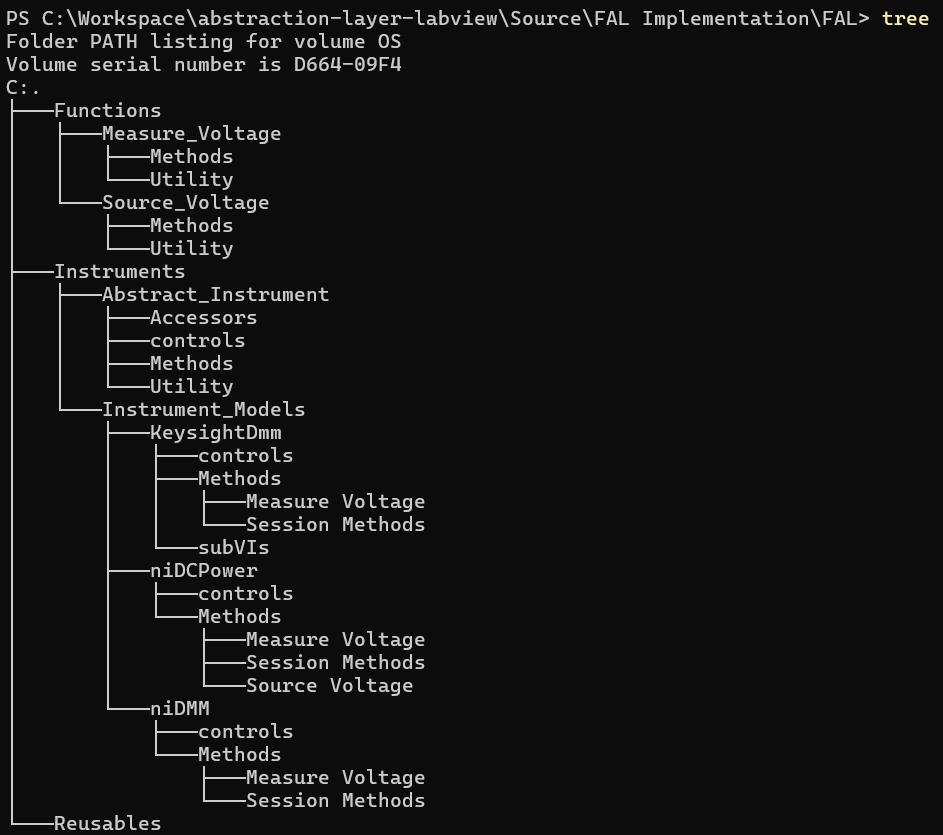 PS C:\Workspace\abstraction-layer-labview\Source\FAL Implementation\FAL> tree
Folder PATH listing for volume OS
Volume serial number is D664-09F4
C:.
├───Functions
│   ├───Measure_Voltage
│   │   ├───Methods
│   │   └───Utility
│   └───Source_Voltage
│       ├───Methods
│       └───Utility
├───Instruments
│   ├───Abstract_Instrument
│   │   ├───Accessors
│   │   ├───controls
│   │   ├───Methods
│   │   └───Utility
│   └───Instrument_Models
│       ├───KeysightDmm
│       │   ├───controls
│       │   ├───Methods
│       │   │   ├───Measure Voltage
│       │   │   └───Session Methods
│       │   └───subVIs
│       ├───niDCPower
│       │   ├───controls
│       │   └───Methods
│       │       ├───Measure Voltage
│       │       ├───Session Methods
│       │       └───Source Voltage
│       └───niDMM
│           ├───controls
│           └───Methods
│               ├───Measure Voltage
│               └───Session Methods
└───Reusables